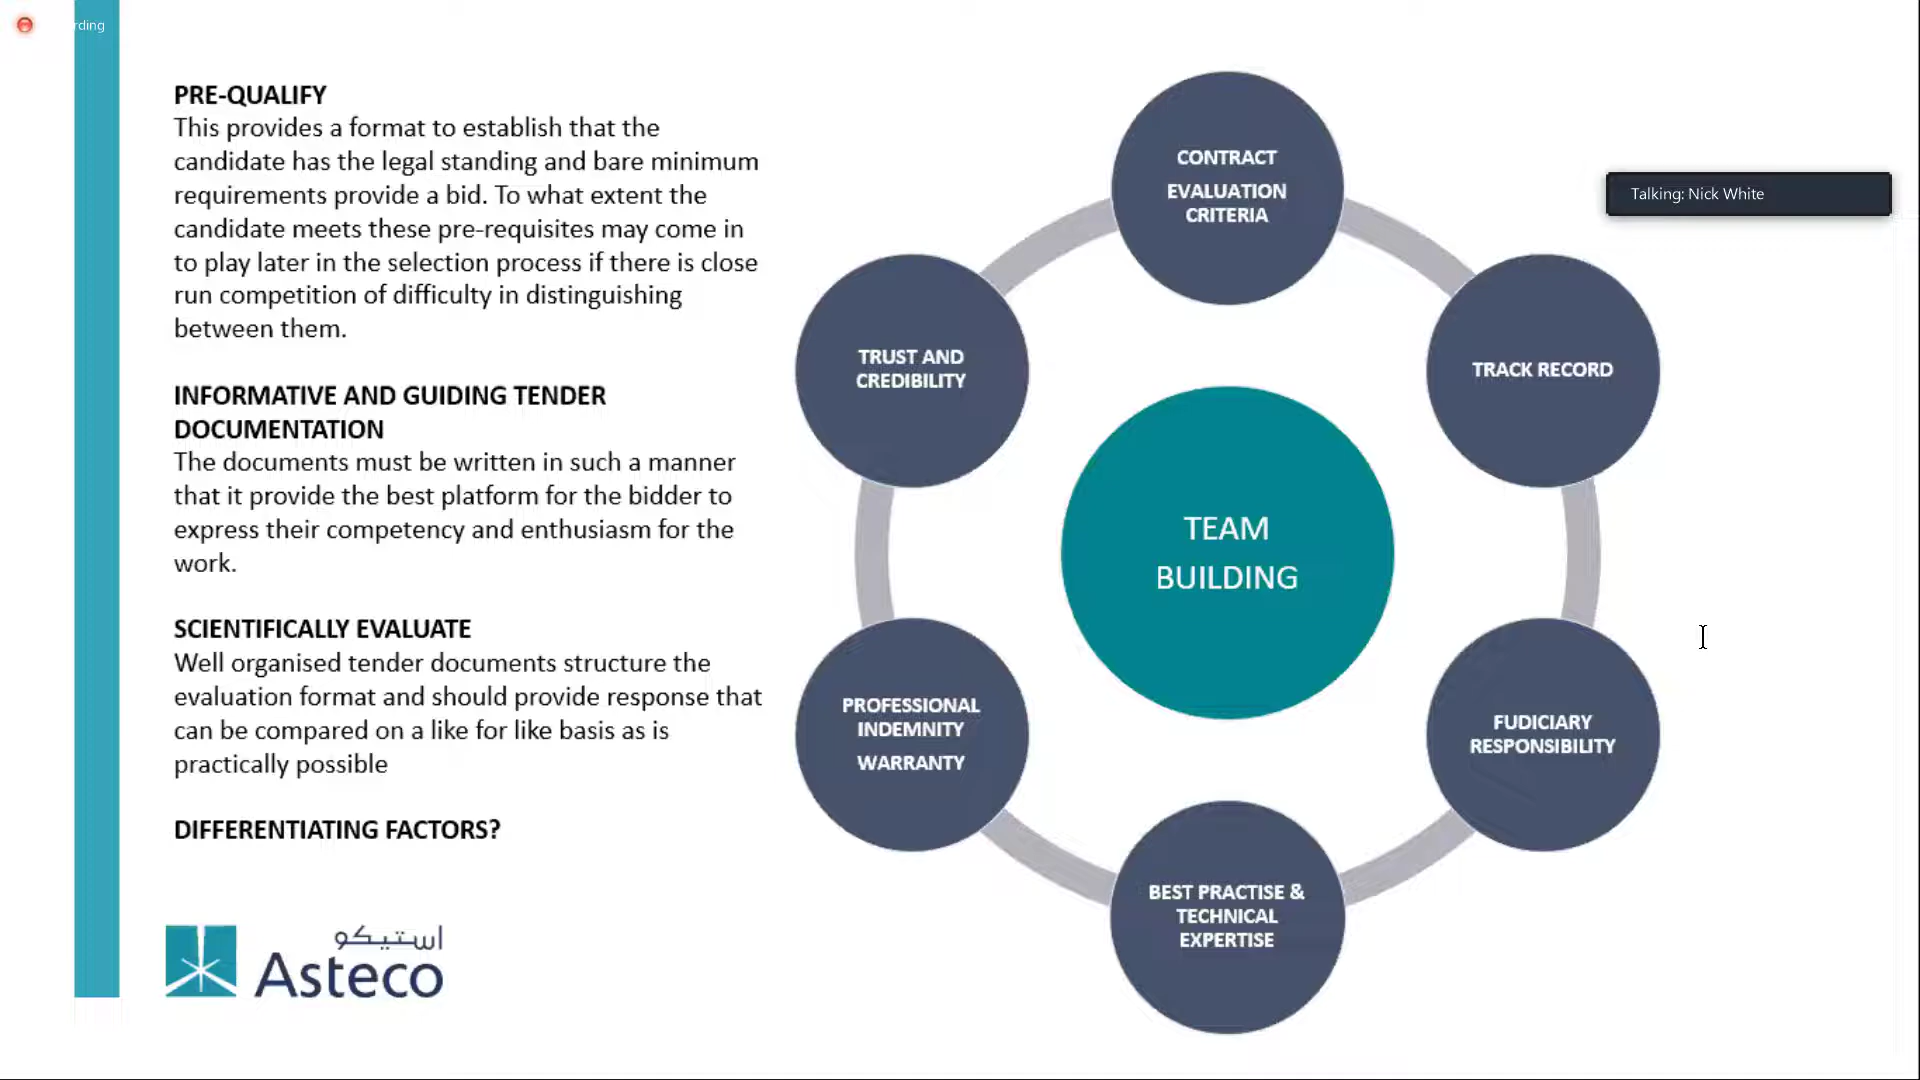 rding
PRE-QUALIFY
This provides a format to establish that the
candidate has the legal standing and bare minimum
requirements provide a bid. To what extent the
candidate meets these pre-requisites may come in
to play later in the selection process if there is close
run competition of difficulty in distinguishing
between them.
INFORMATIVE AND GUIDING TENDER
DOCUMENTATION
The documents must be written in such a manner
that it provide the best platform for the bidder to
express their competency and enthusiasm for the
work.
SCIENTIFICALLY EVALUATE
Well organised tender documents structure the
evaluation format and should provide response that
can be compared on a like for like basis as is
practically possible
DIFFERENTIATING FACTORS?
استيكو
Asteco
CONTRACT
EVALUATION
CRITERIA
TRACK RECORD
FUDICIARY
RESPONSIBILITY
BEST PRACTISE &
TECHNICAL
EXPERTISE
PROFESSIONAL
INDEMNITY
WARRANTY
TRUST AND
CREDIBILITY
TEAM
BUILDING
Talking: Nick White